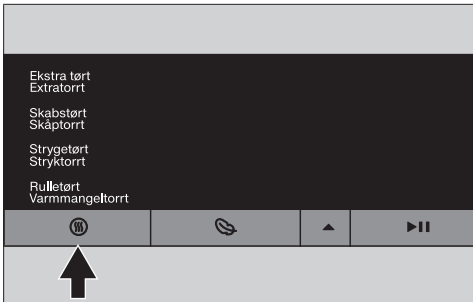 Ekstra tørt
Extratorrt
Skabstørt
Skåptorrt
Strygetørt
Stryktorrt
Rulletørt
Varmmangeltorrt